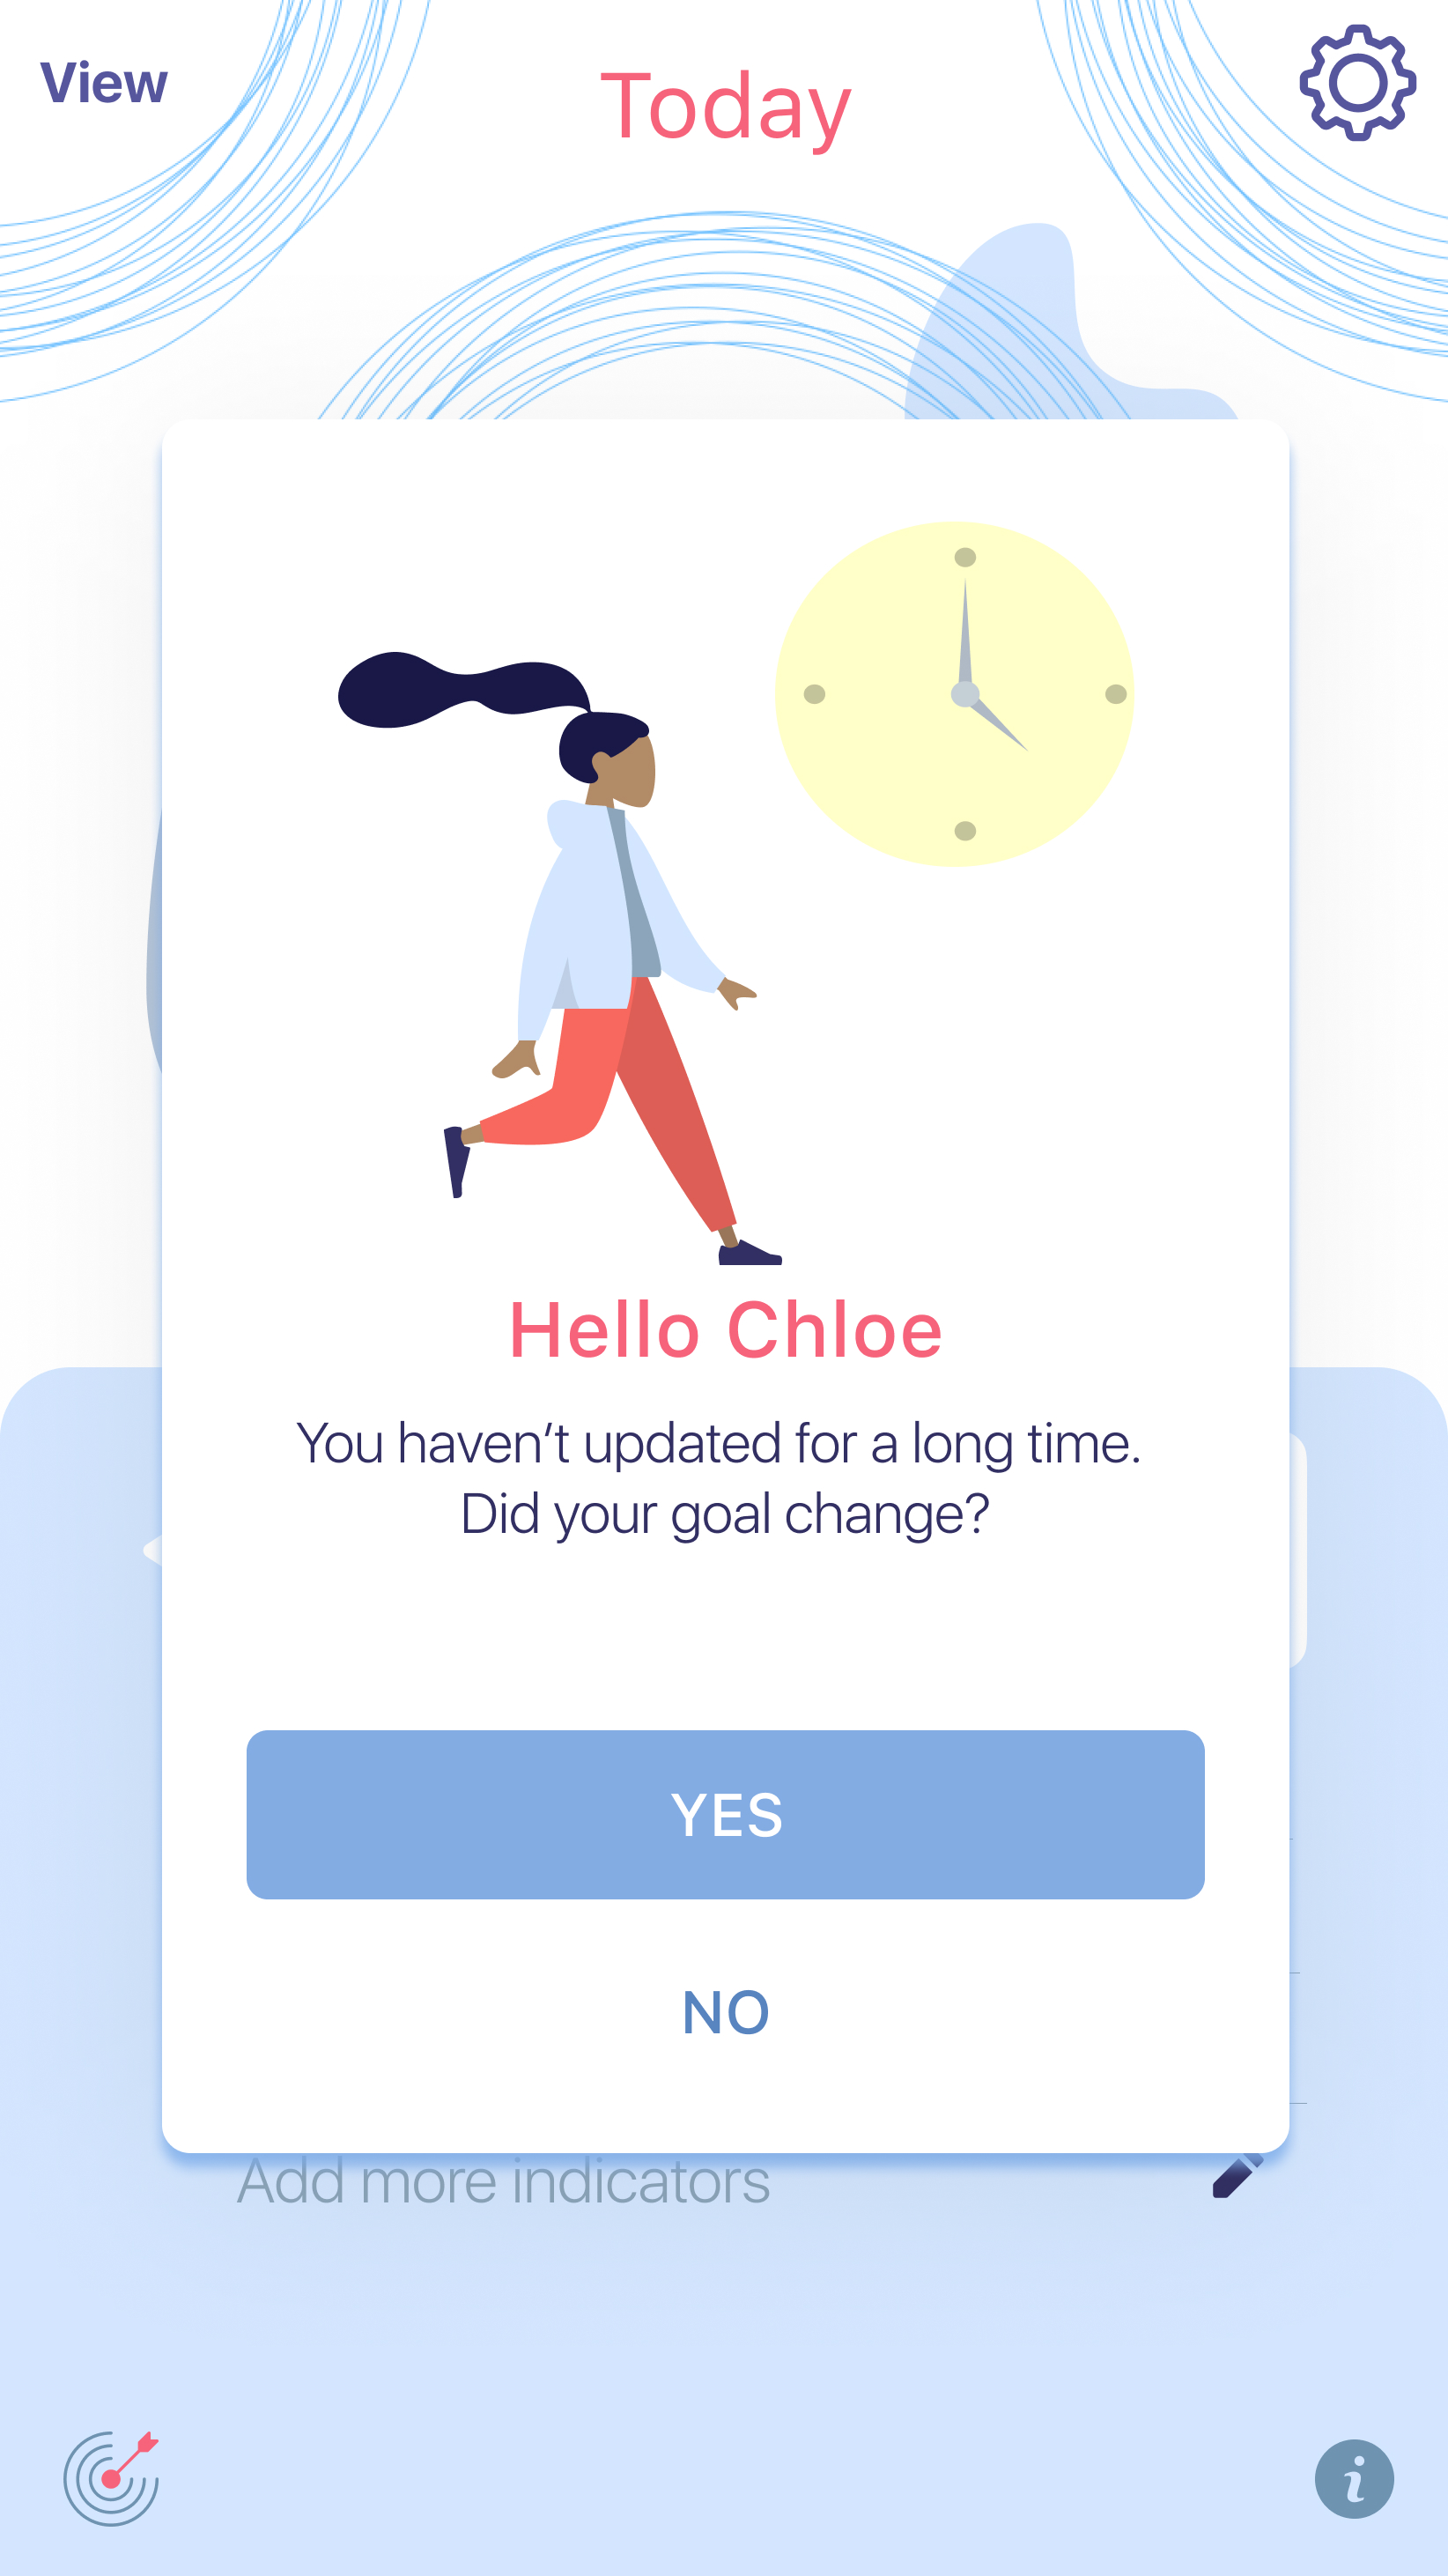 View
Today
Hello Chloe
You haven’t updated for a long time.
Did your goal change?
YES
NO
Add more indicators
i